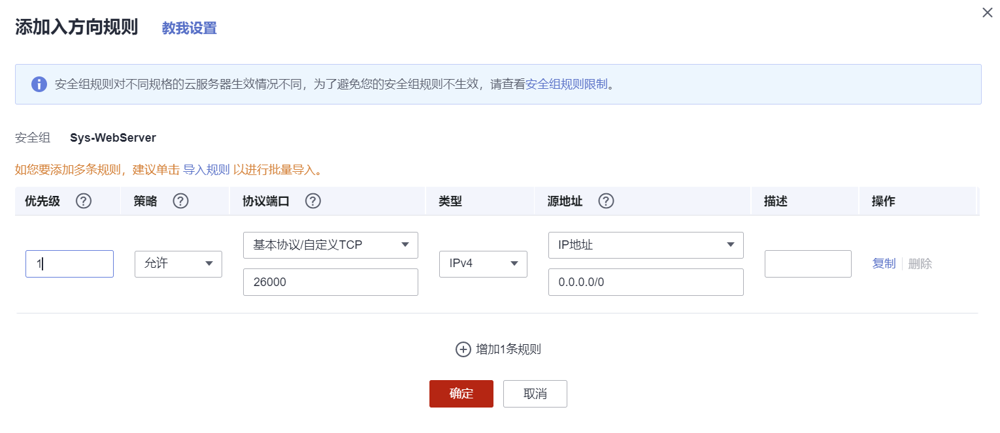 添加入方向规则 教我设置
安全组规则对不同规格的云服务器生效情况不同，为了避免您的安全组规则不生效，请查看安全组规则限制。
安全组 Sys-WebServer
如您要添加多条规则，建议单击 导入规则 以进行批量导入。
优先级 ? 策略 ? 协议端口 ? 类型 源地址 ? 描述 操作
基本协议/自定义TCP IP地址
1 允许 IPv4 复制 删除
26000 0.0.0.0/0
增加1条规则
确定 取消